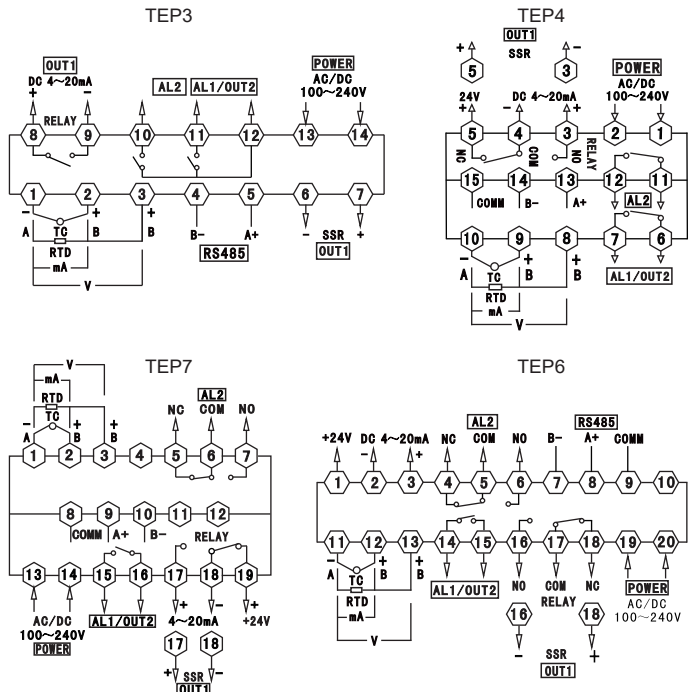 TEP3
OUT1
DC 4～20mA
+ -
RELAY
AL2 AL1/OUT2
POWER
AC/DC
100～240V
8 9 10 11 12 13 14
1 2 3 4 5 6 7
- + +
A TC B B
RTD
mA
V
B- A+
RS485
- SSR +
OUT1
TEP4
OUT1
+ SSR -
5 3
24V DC 4～20mA
+ - +
POWER
AC/DC
100～240V
5 4 3 2 1
NC COM NO RELAY
15 14 13 12 11
COMM B- A+
AL2
10 9 8 7 6
- + +
A TC B B
RTD
mA
V
AL1/OUT2
TEP7
V
mA
RTD
- TC + +
A B B
AL2
NC COM NO
1 2 3 4 5 6 7
8 9 10 11 12
COMM A+ B-
RELAY
13 14 15 16 17 18 19
AC/DC
100～240V
POWER
AL1/OUT2
+ - +
4～20mA +24V
17 18
+ SSR -
OUT1
TEP6
+24V DC 4～20mA
- +
AL2
NC COM NO
RS485
B- A+ COMM
1 2 3 4 5 6 7 8 9 10
11 12 13 14 15 16 17 18 19 20
- + +
A TC B B
RTD
mA
V
AL1/OUT2
NO COM NC
RELAY
POWER
AC/DC
100～240V
16 18
- SSR +
OUT1